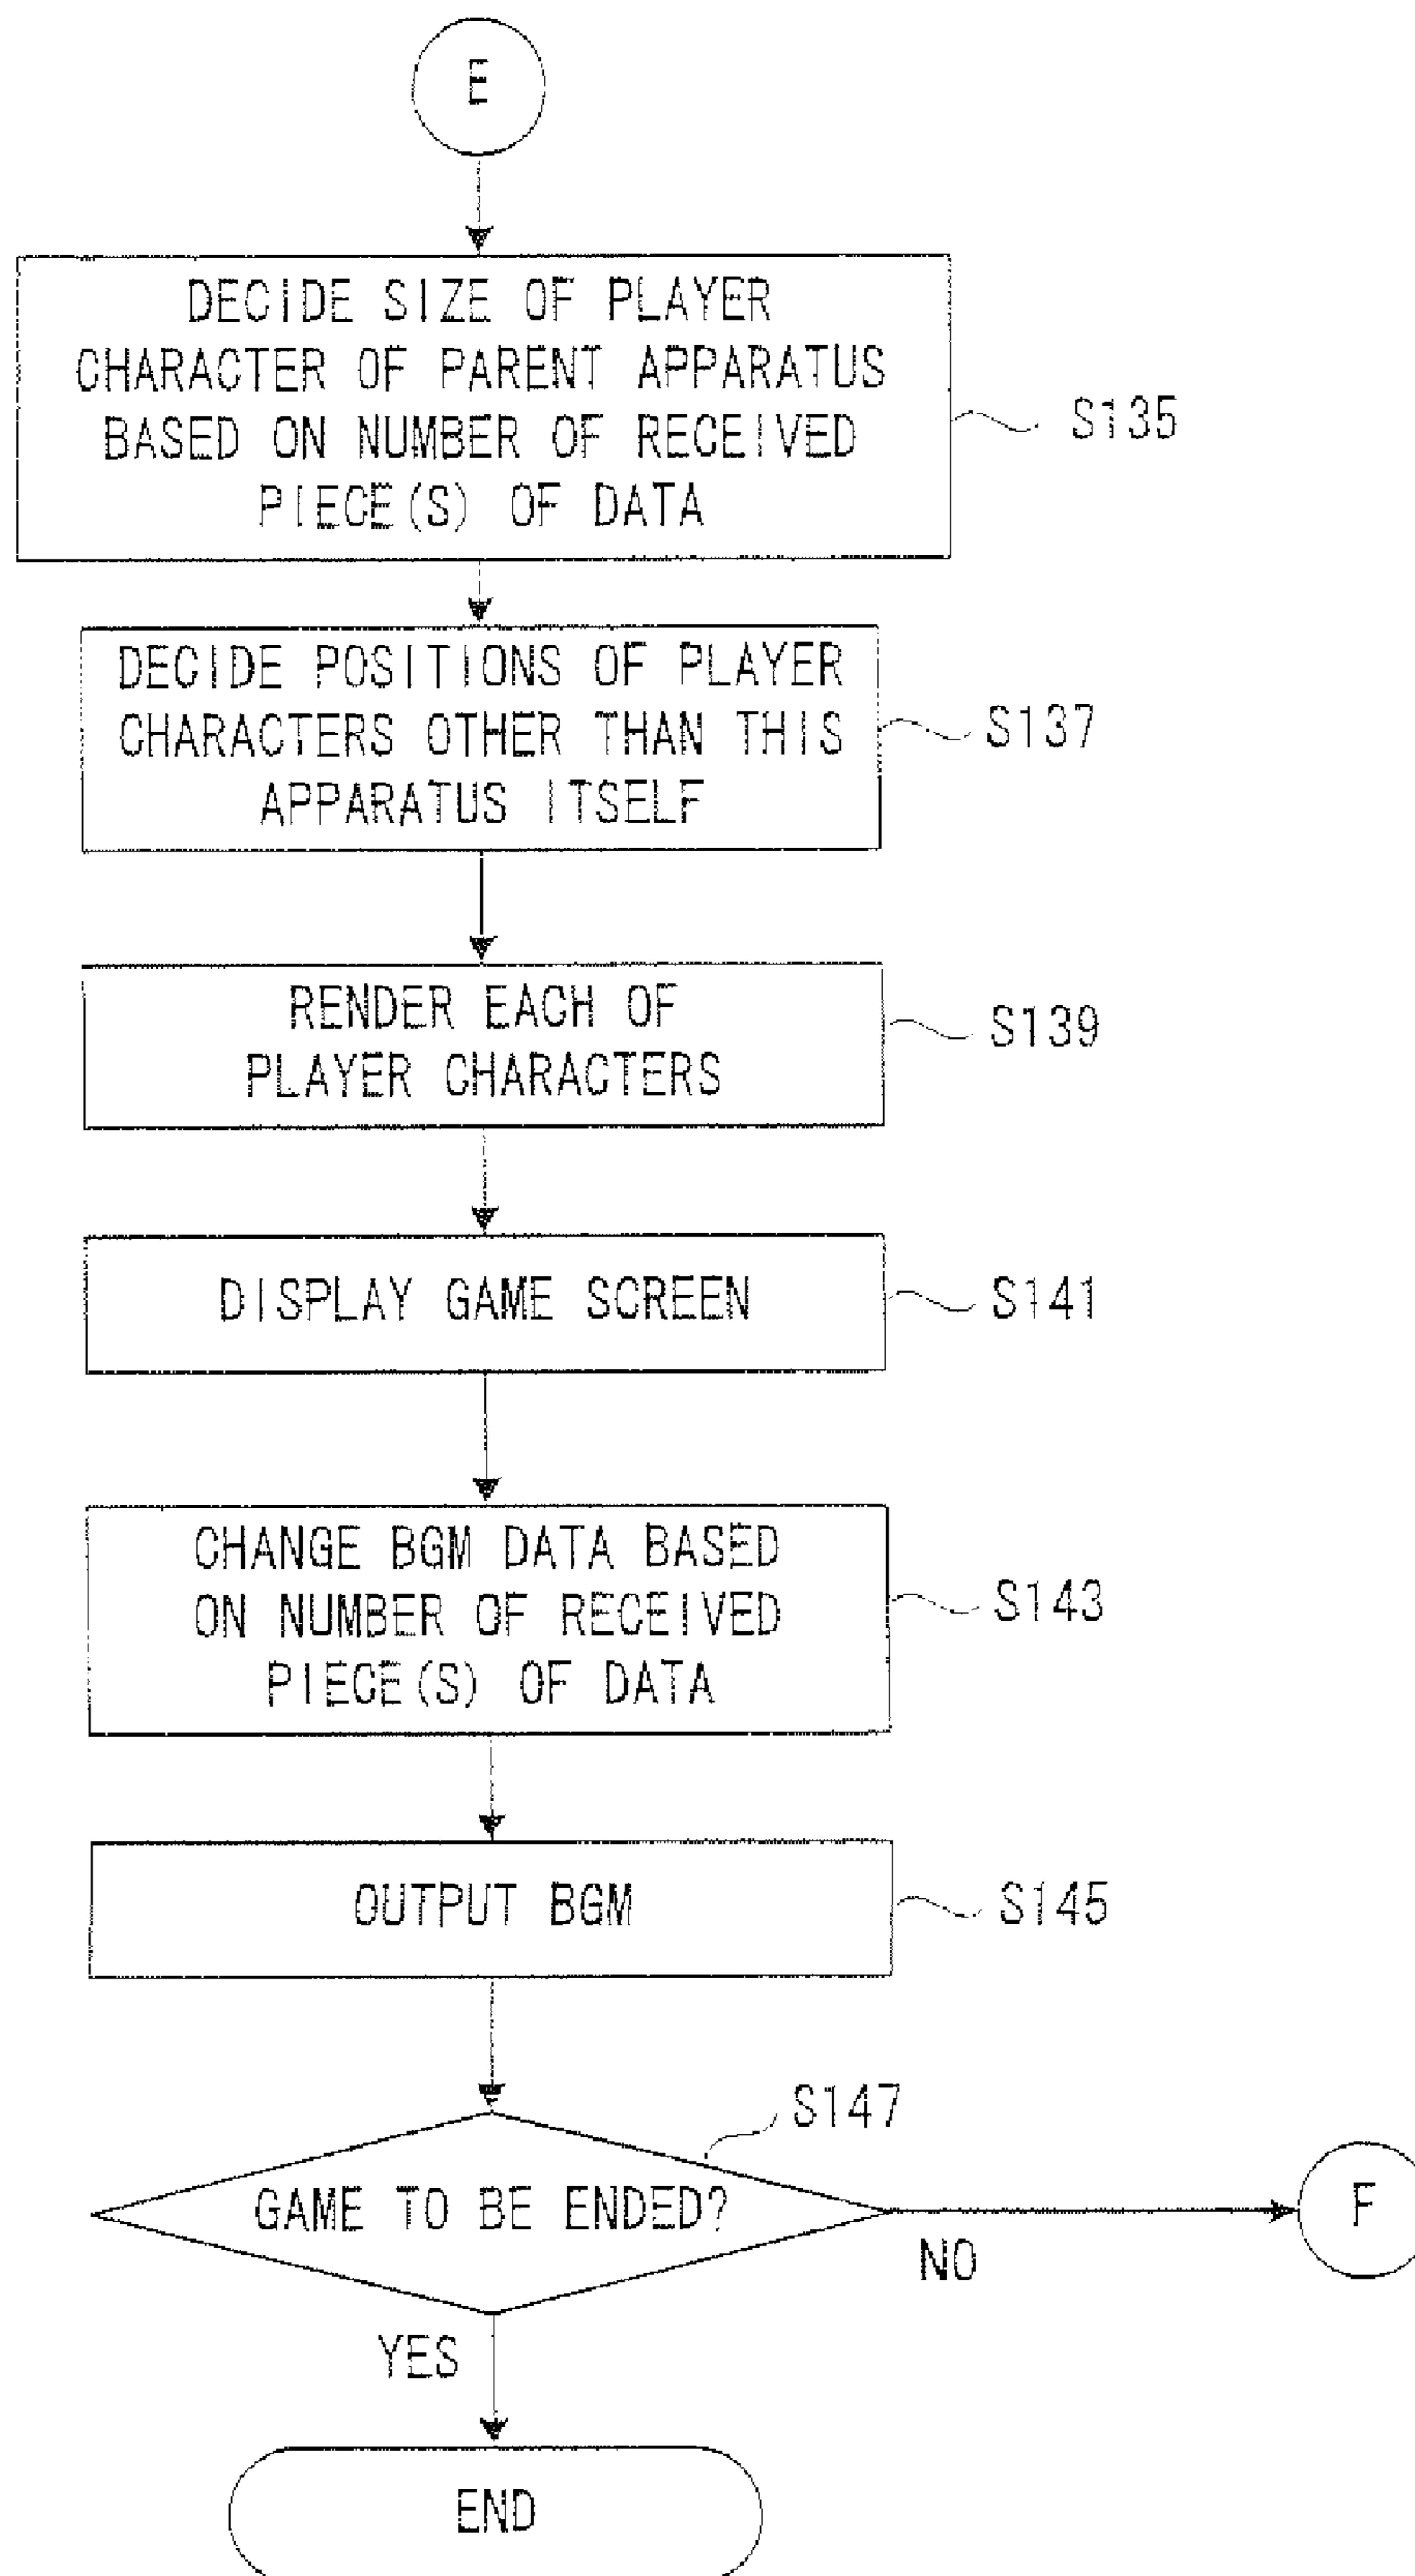 E
DECIDE SIZE OF PLAYER
CHARACTER OF PARENT APPARATUS
BASED ON NUMBER OF RECEIVED
PIECE(S) OF DATA
S135
DECIDE POSITIONS OF PLAYER
CHARACTERS OTHER THAN THIS
APPARATUS ITSELF
S137
RENDER EACH OF
PLAYER CHARACTERS
S139
DISPLAY GAME SCREEN
S141
CHANGE BGM DATA BASED
ON NUMBER OF RECEIVED
PIECE(S) OF DATA
S143
OUTPUT BGM
S145
S147
GAME TO BE ENDED?
NO
F
YES
END